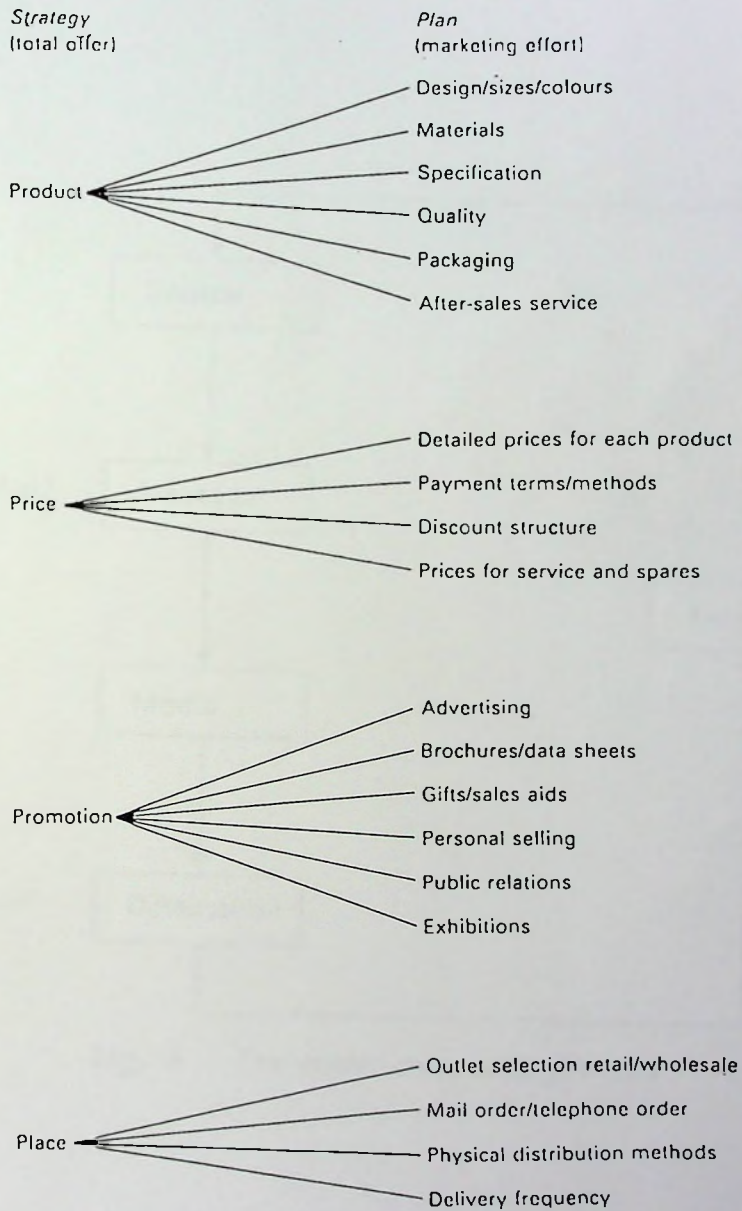 Strategy
(total offer)
Plan
(marketing effort)
Product
Design/sizes/colours
Materials
Specification
Quality
Packaging
After-sales service
Price
Detailed prices for each product
Payment terms/methods
Discount structure
Prices for service and spares
Promotion
Advertising
Brochures/data sheets
Gifts/sales aids
Personal selling
Public relations
Exhibitions
Place
Outlet selection retail/wholesale
Mail order/telephone order
Physical distribution methods
Delivery frequency